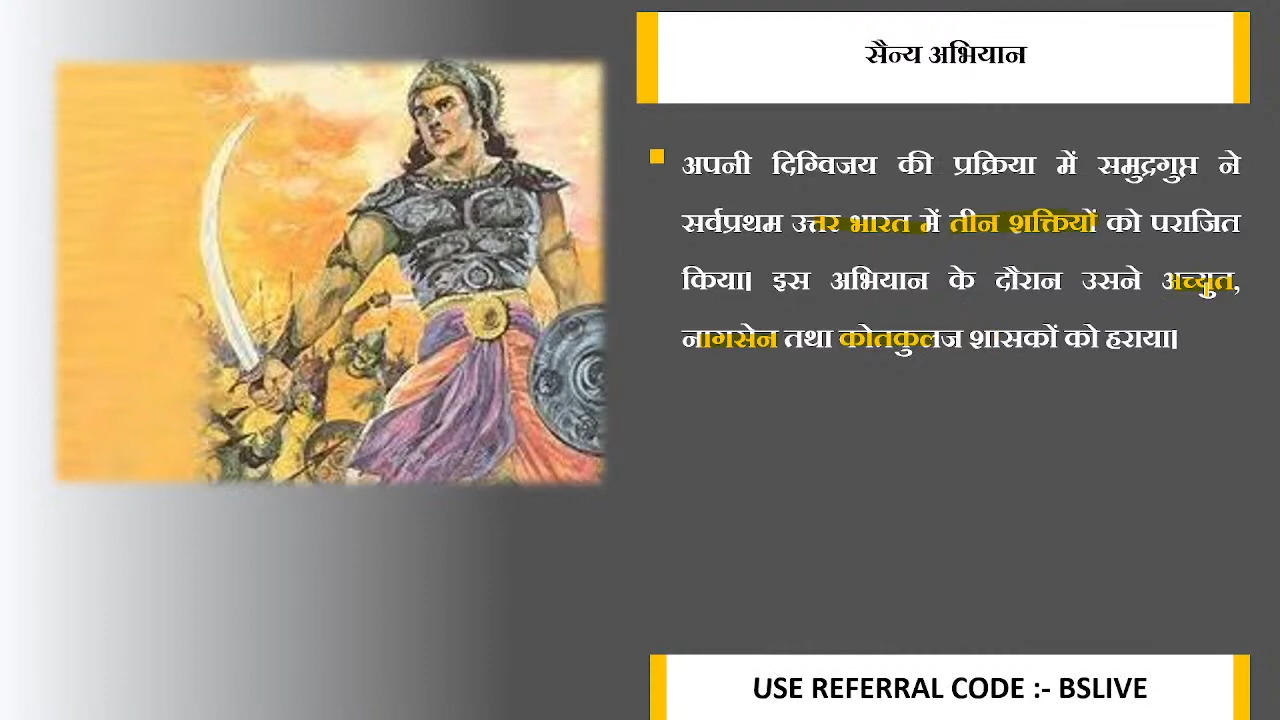 सैन्य अभियान
अपनी दिग्विजय की प्रक्रिया में समुद्रगुप्त ने
सर्वप्रथम उत्तर भारत में तीन शक्तियों को पराजित
किया। इस अभियान के दौरान उसने अच्युत,
नागसेन तथा कोतकुलज शासकों को हराया।
USE REFERRAL CODE :- BSLIVE